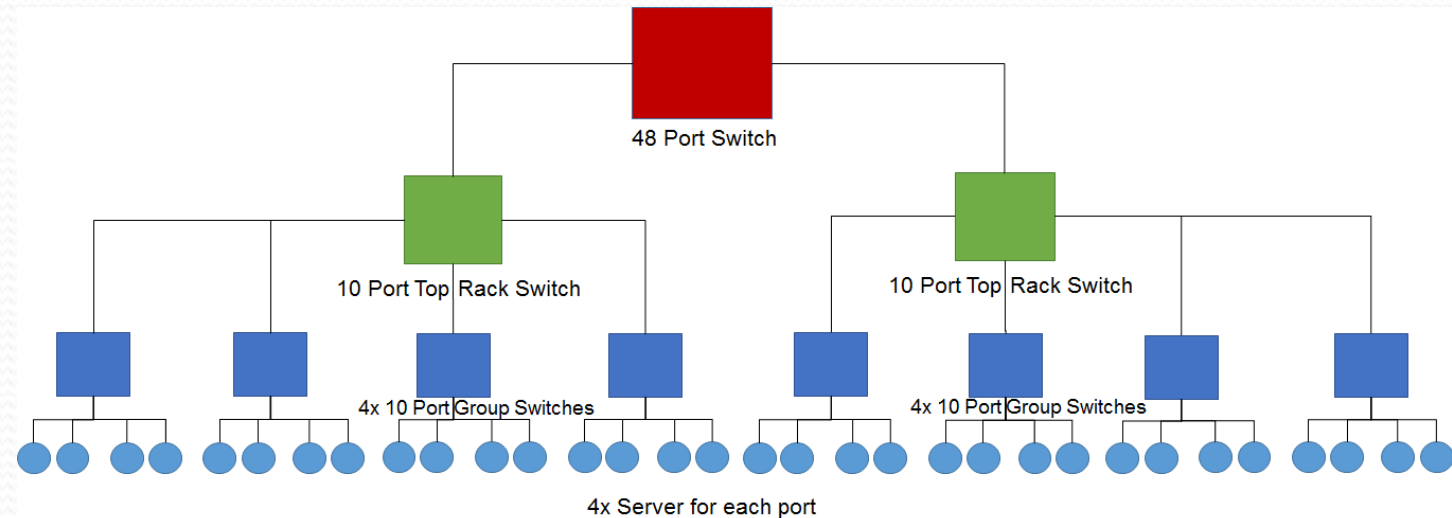 48 Port Switch
10 Port Top Rack Switch
10 Port Top Rack Switch
4x 10 Port Group Switches
4x 10 Port Group Switches
4x Server for each port